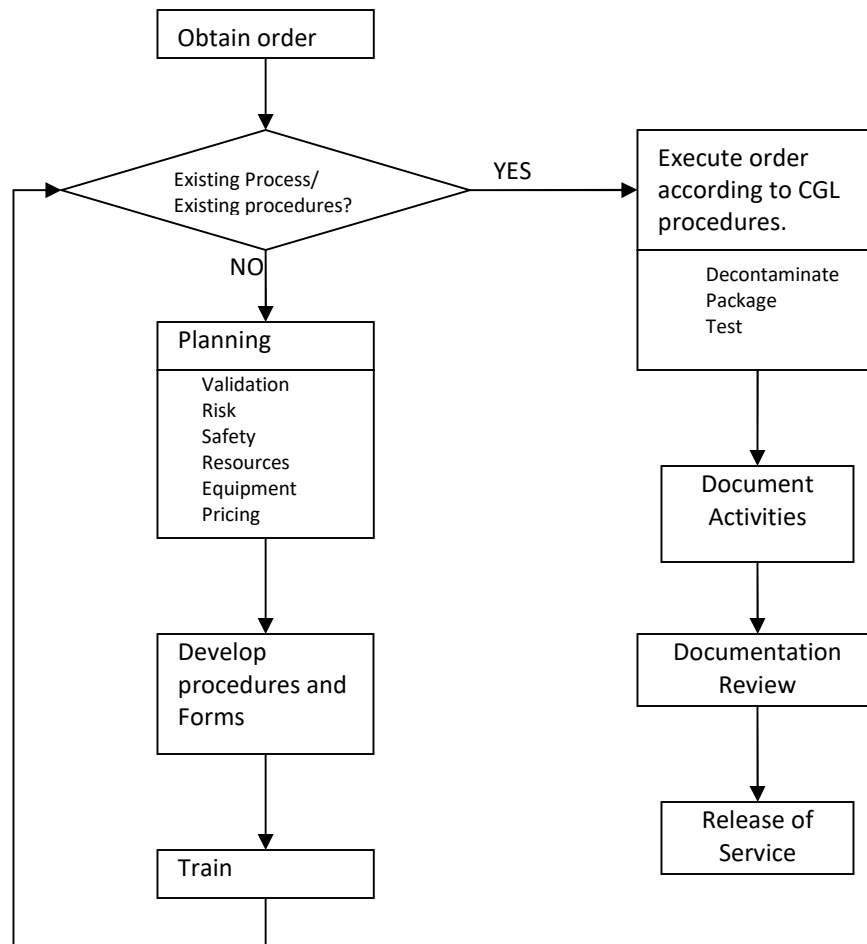 Obtain order
Existing Process/
Existing procedures?
YES
NO
Execute order
according to CGL
procedures.
Decontaminate
Package
Test
Planning
Validation
Risk
Safety
Resources
Equipment
Pricing
Document
Activities
Develop
procedures and
Forms
Documentation
Review
Train
Release of
Service